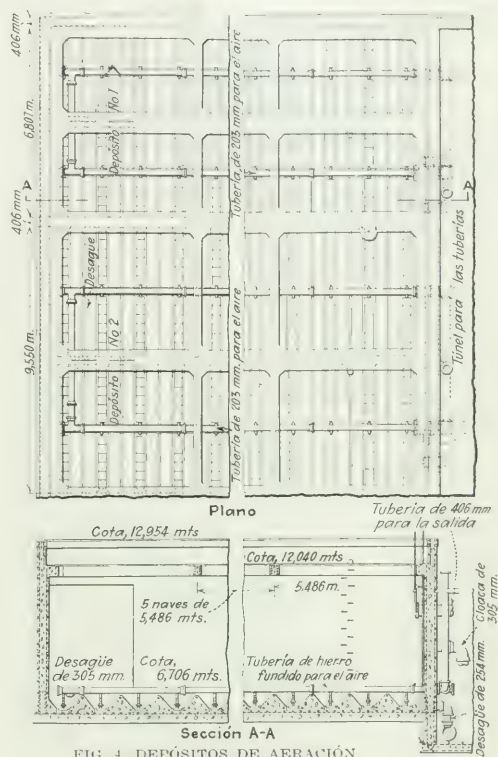 406 mm
6,807 m.
406 mm
A
9,550 m.
Depósito No 1
Tubería de 203 mm para el aire
Desagüe
Depósito No 2
Tubería de 203 mm. para el aire
A
Túnel para las tuberías
Plano
Tubería de 406 mm
para la salida
Cota, 12,954 mts
Cota, 12,040 mts
5.486 m.
5 naves de
5,486 mts.
Desagüe
de 305 mm.
Cota,
6,706 mts.
Tubería de hierro
fundido para el aire
Cloaca de
305 mm.
Desagüe de 254 mm.
Sección A-A
FIG. 4. DEPÓSITOS DE AERACIÓN